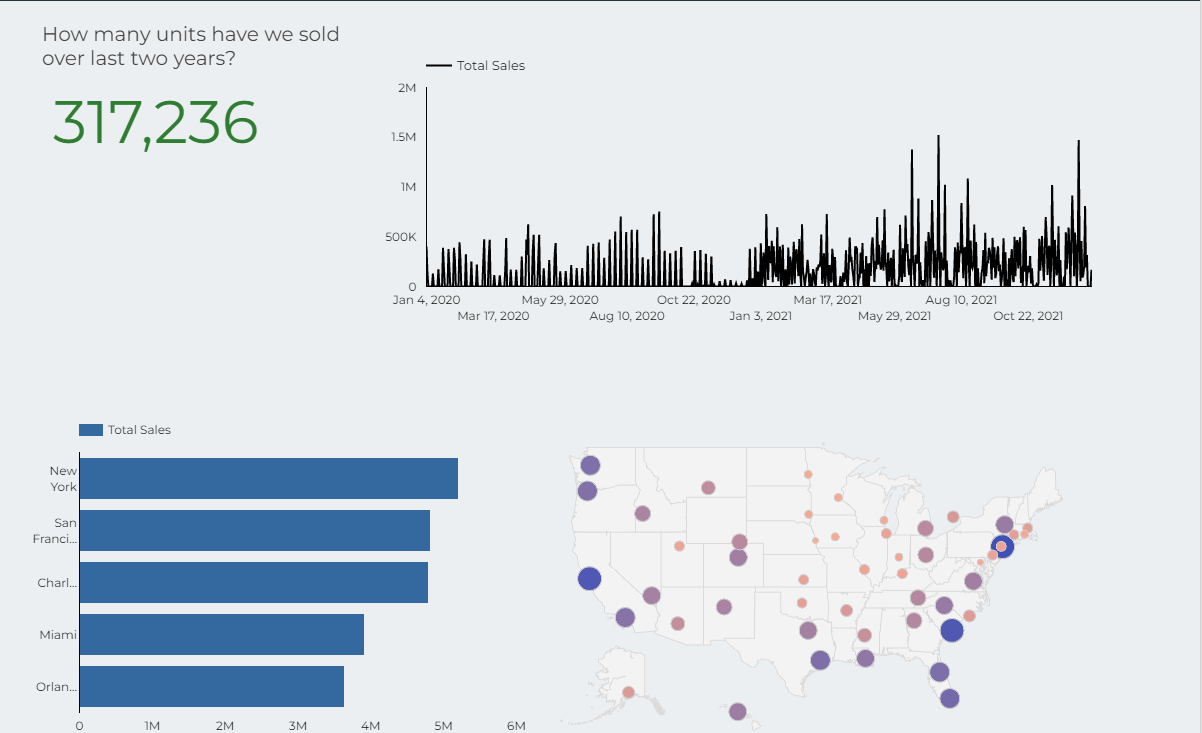 How many units have we sold
over last two years?
317,236
Total Sales
2M
1.5M
1M
500K
0
Jan 4, 2020
Mar 17, 2020
May 29, 2020
Aug 10, 2020
Oct 22, 2020
Jan 3, 2021
Mar 17, 2021
May 29, 2021
Aug 10, 2021
Oct 22, 2021
Total Sales
New
York
San
Franci...
Charl...
Miami
Orlan...
0
1M
2M
3M
4M
5M
6M